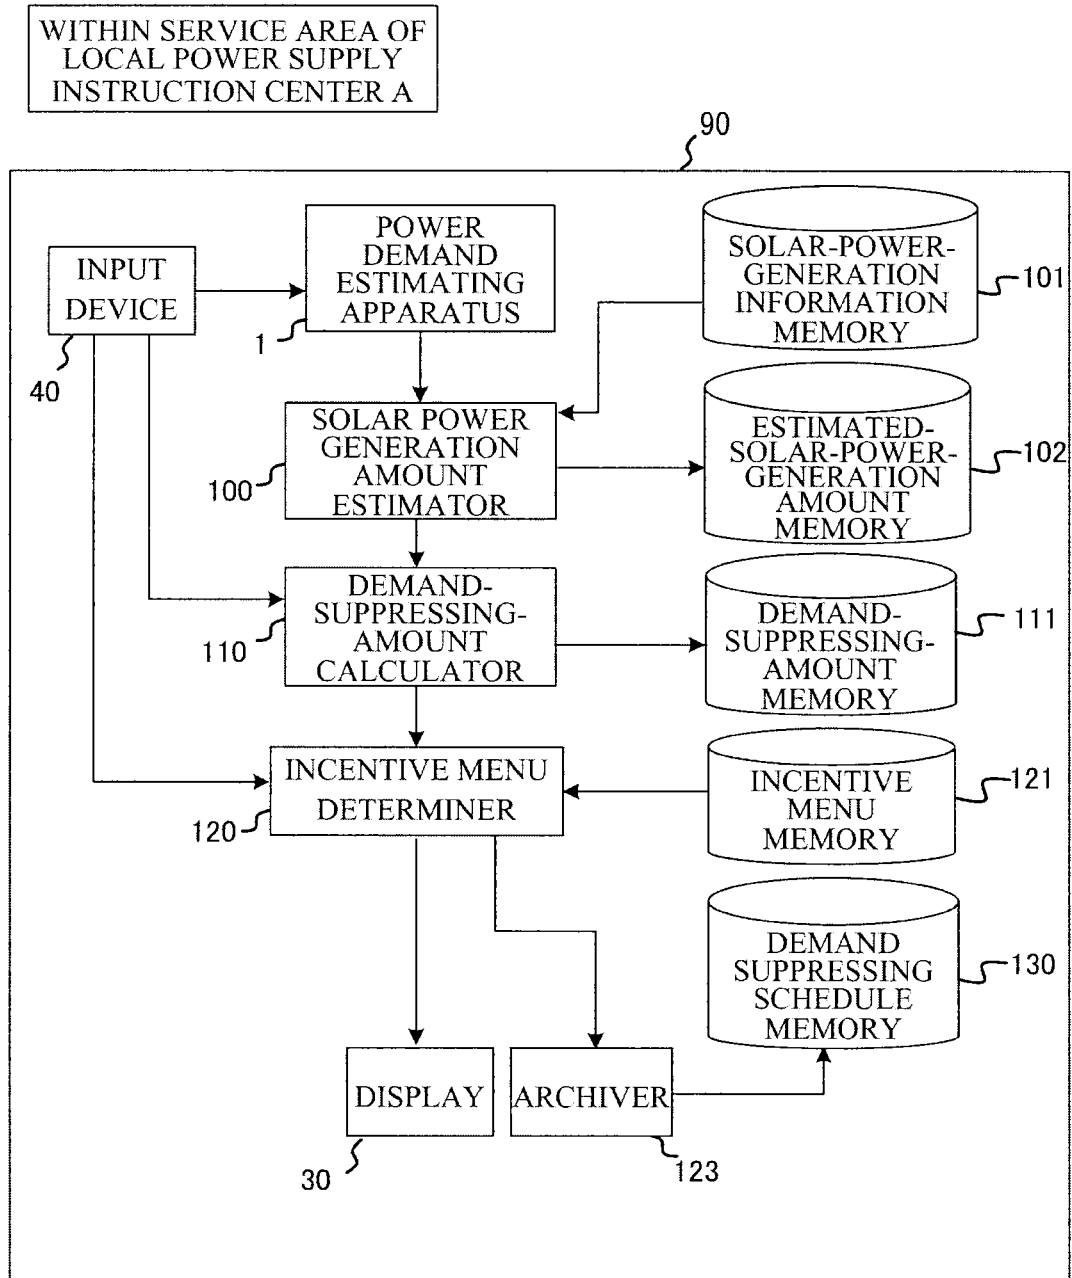 WITHIN SERVICE AREA OF
LOCAL POWER SUPPLY
INSTRUCTION CENTER A
90
INPUT
DEVICE
40
POWER
DEMAND
ESTIMATING
APPARATUS
1
SOLAR-POWER-
GENERATION
INFORMATION
MEMORY
101
SOLAR POWER
GENERATION
AMOUNT
ESTIMATOR
100
ESTIMATED-
SOLAR-POWER-
GENERATION
AMOUNT
MEMORY
102
DEMAND-
SUPPRESSING-
AMOUNT
CALCULATOR
110
DEMAND-
SUPPRESSING-
AMOUNT
MEMORY
111
INCENTIVE MENU
DETERMINER
120
INCENTIVE
MENU
MEMORY
121
DEMAND
SUPPRESSING
SCHEDULE
MEMORY
130
DISPLAY
30
ARCHIVER
123